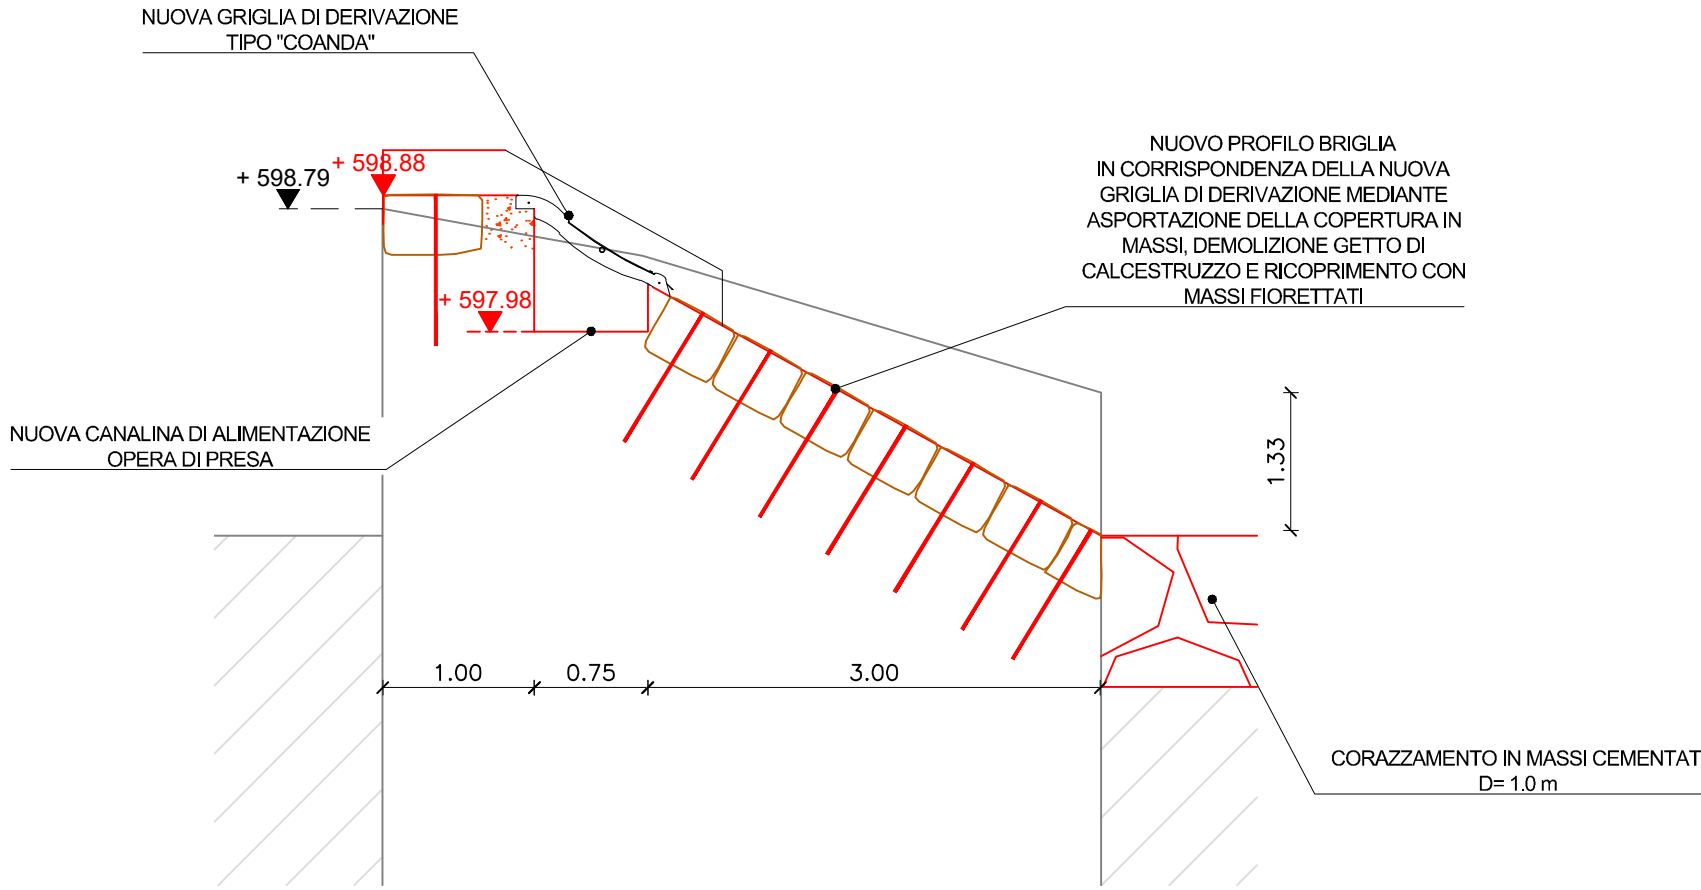 NUOVA GRIGLIA DI DERIVAZIONE
TIPO "COANDA"
+ 598.79
+ 598.88
NUOVO PROFILO BRIGLIA
IN CORRISPONDENZA DELLA NUOVA
GRIGLIA DI DERIVAZIONE MEDIANTE
ASPORTAZIONE DELLA COPERTURA IN
MASSI, DEMOLIZIONE GETTO DI
CALCESTRUZZO E RICOPRIMENTO CON
MASSI FIORETTATI
+ 597.98
NUOVA CANALINA DI ALIMENTAZIONE
OPERA DI PRESA
1.33
1.00
0.75
3.00
CORAZZAMENTO IN MASSI CEMENTAT
D= 1.0 m